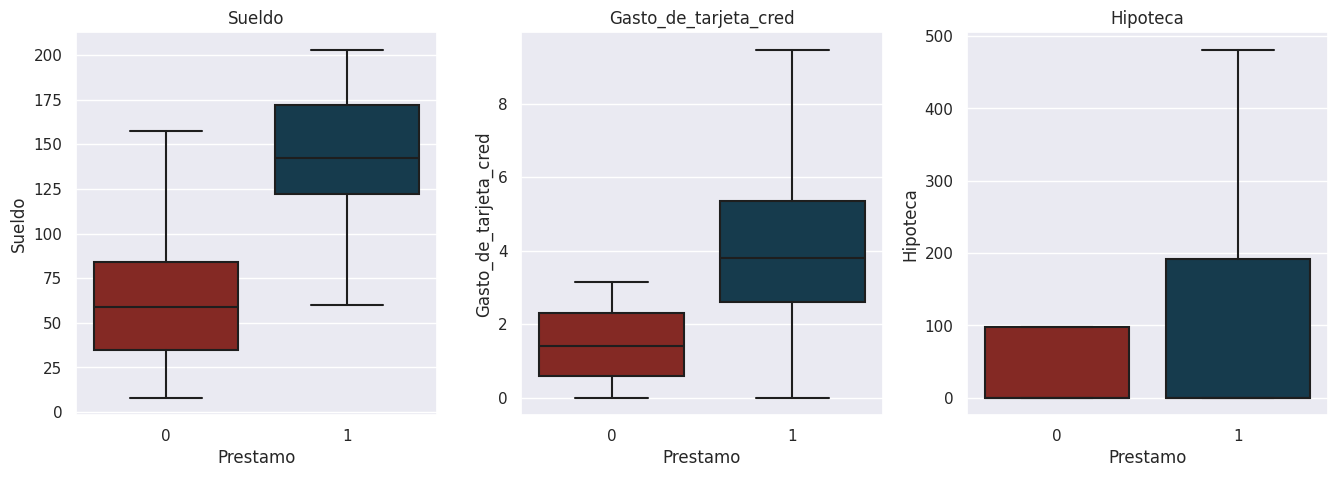 Sueldo
Sueldo
200
175
150
125
100
75
50
25
0
0 1
Prestamo
Gasto_de_tarjeta_cred
Gasto_de_tarjeta_cred
8
6
4
2
0
0 1
Prestamo
Hipoteca
Hipoteca
500
400
300
200
100
0
0 1
Prestamo